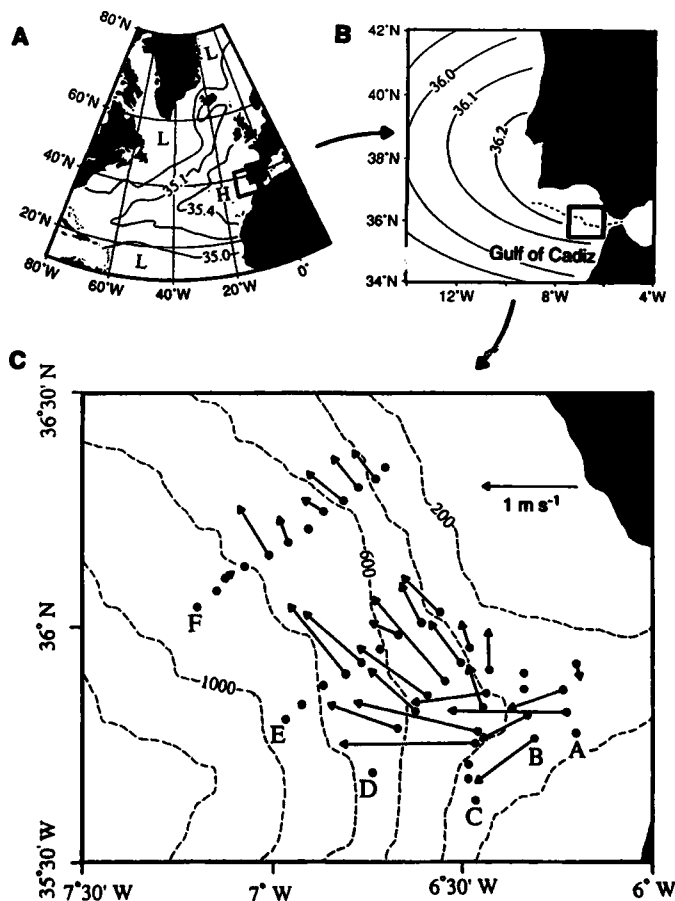 A
80°N
60°N
40°N
20°N
80°W
60°W
40°W
20°W
0°
L
L
L
H
35.1
35.4
35.0
B
42°N
40°N
38°N
36°N
34°N
12°W
8°W
4°W
36.0
36.1
36.2
Gulf of Cadiz
C
36°30' N
36° N
35°30' W
7°30' W
7° W
6°30' W
6° W
1 m s⁻¹
200
600
1000
F
E
D
C
B
A